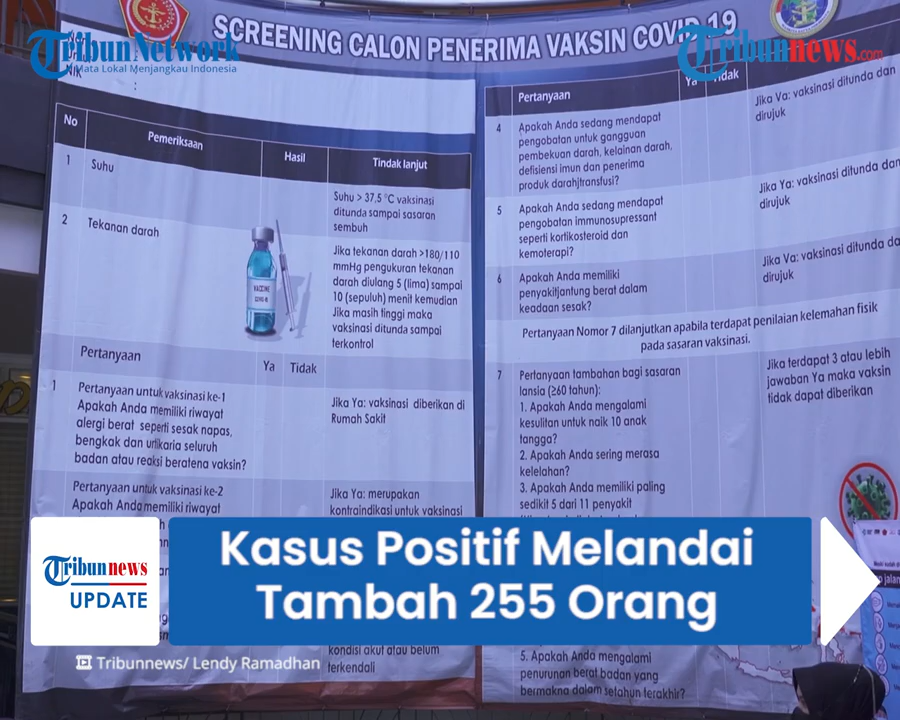 SCREENING CALON PENERIMA VAKSIN COVID-19
Tribun Network
Mata Lokal Menjangkau Indonesia
Tribunnews.com
NIK
:
No
Pemeriksaan
Hasil
Tindak lanjut
1
Suhu
Suhu > 37,5 °C vaksinasi
ditunda sampai sasaran
sembuh
2
Tekanan darah
Jika tekanan darah >180/110
mmHg pengukuran tekanan
darah diulang 5 (lima) sampai
10 (sepuluh) menit kemudian
Jika masih tinggi maka
vaksinasi ditunda sampai
terkontrol
VACCINE
COVID-19
Pertanyaan
Ya
Tidak
1
Pertanyaan untuk vaksinasi ke-1
Apakah Anda memiliki riwayat
alergi berat seperti sesak napas,
bengkak dan urtikaria seluruh
badan atau reaksi beratena vaksin?
Jika Ya: vaksinasi diberikan di
Rumah Sakit
Pertanyaan untuk vaksinasi ke-2
Apakah Anda memiliki riwayat
Jika Ya: merupakan
kontraindikasi untuk vaksinasi
kondisi akut atau belum
terkendali
Pertanyaan
Ya
Tidak
4
Apakah Anda sedang mendapat
pengobatan untuk gangguan
pembekuan darah, kelainan darah,
defisiensi imun dan penerima
produk darah|transfusi?
Jika Ya: vaksinasi ditunda dan
dirujuk
5
Apakah Anda sedang mendapat
pengobatan immunosupressant
seperti kortikosteroid dan
kemoterapi?
Jika Ya: vaksinasi ditunda dan
dirujuk
6
Apakah Anda memiliki
penyakitjantung berat dalam
keadaan sesak?
Jika Va: vaksinasi ditunda da
dirujuk
Pertanyaan Nomor 7 dilanjutkan apabila terdapat penilaian kelemahan fisik
pada sasaran vaksinasi.
7
Pertanyaan tambahan bagi sasaran
lansia (≥60 tahun):
1. Apakah Anda mengalami
kesulitan untuk naik 10 anak
tangga?
2. Apakah Anda sering merasa
kelelahan?
3. Apakah Anda memiliki paling
sedikit 5 dari 11 penyakit
5. Apakah Anda mengalami
penurunan berat badan yang
bermakna dalam setahun terakhir?
Jika terdapat 3 atau lebih
jawaban Ya maka vaksin
tidak dapat diberikan
Tribunnews
UPDATE
Kasus Positif Melandai
Tambah 255 Orang
Tribunnews/ Lendy Ramadhan